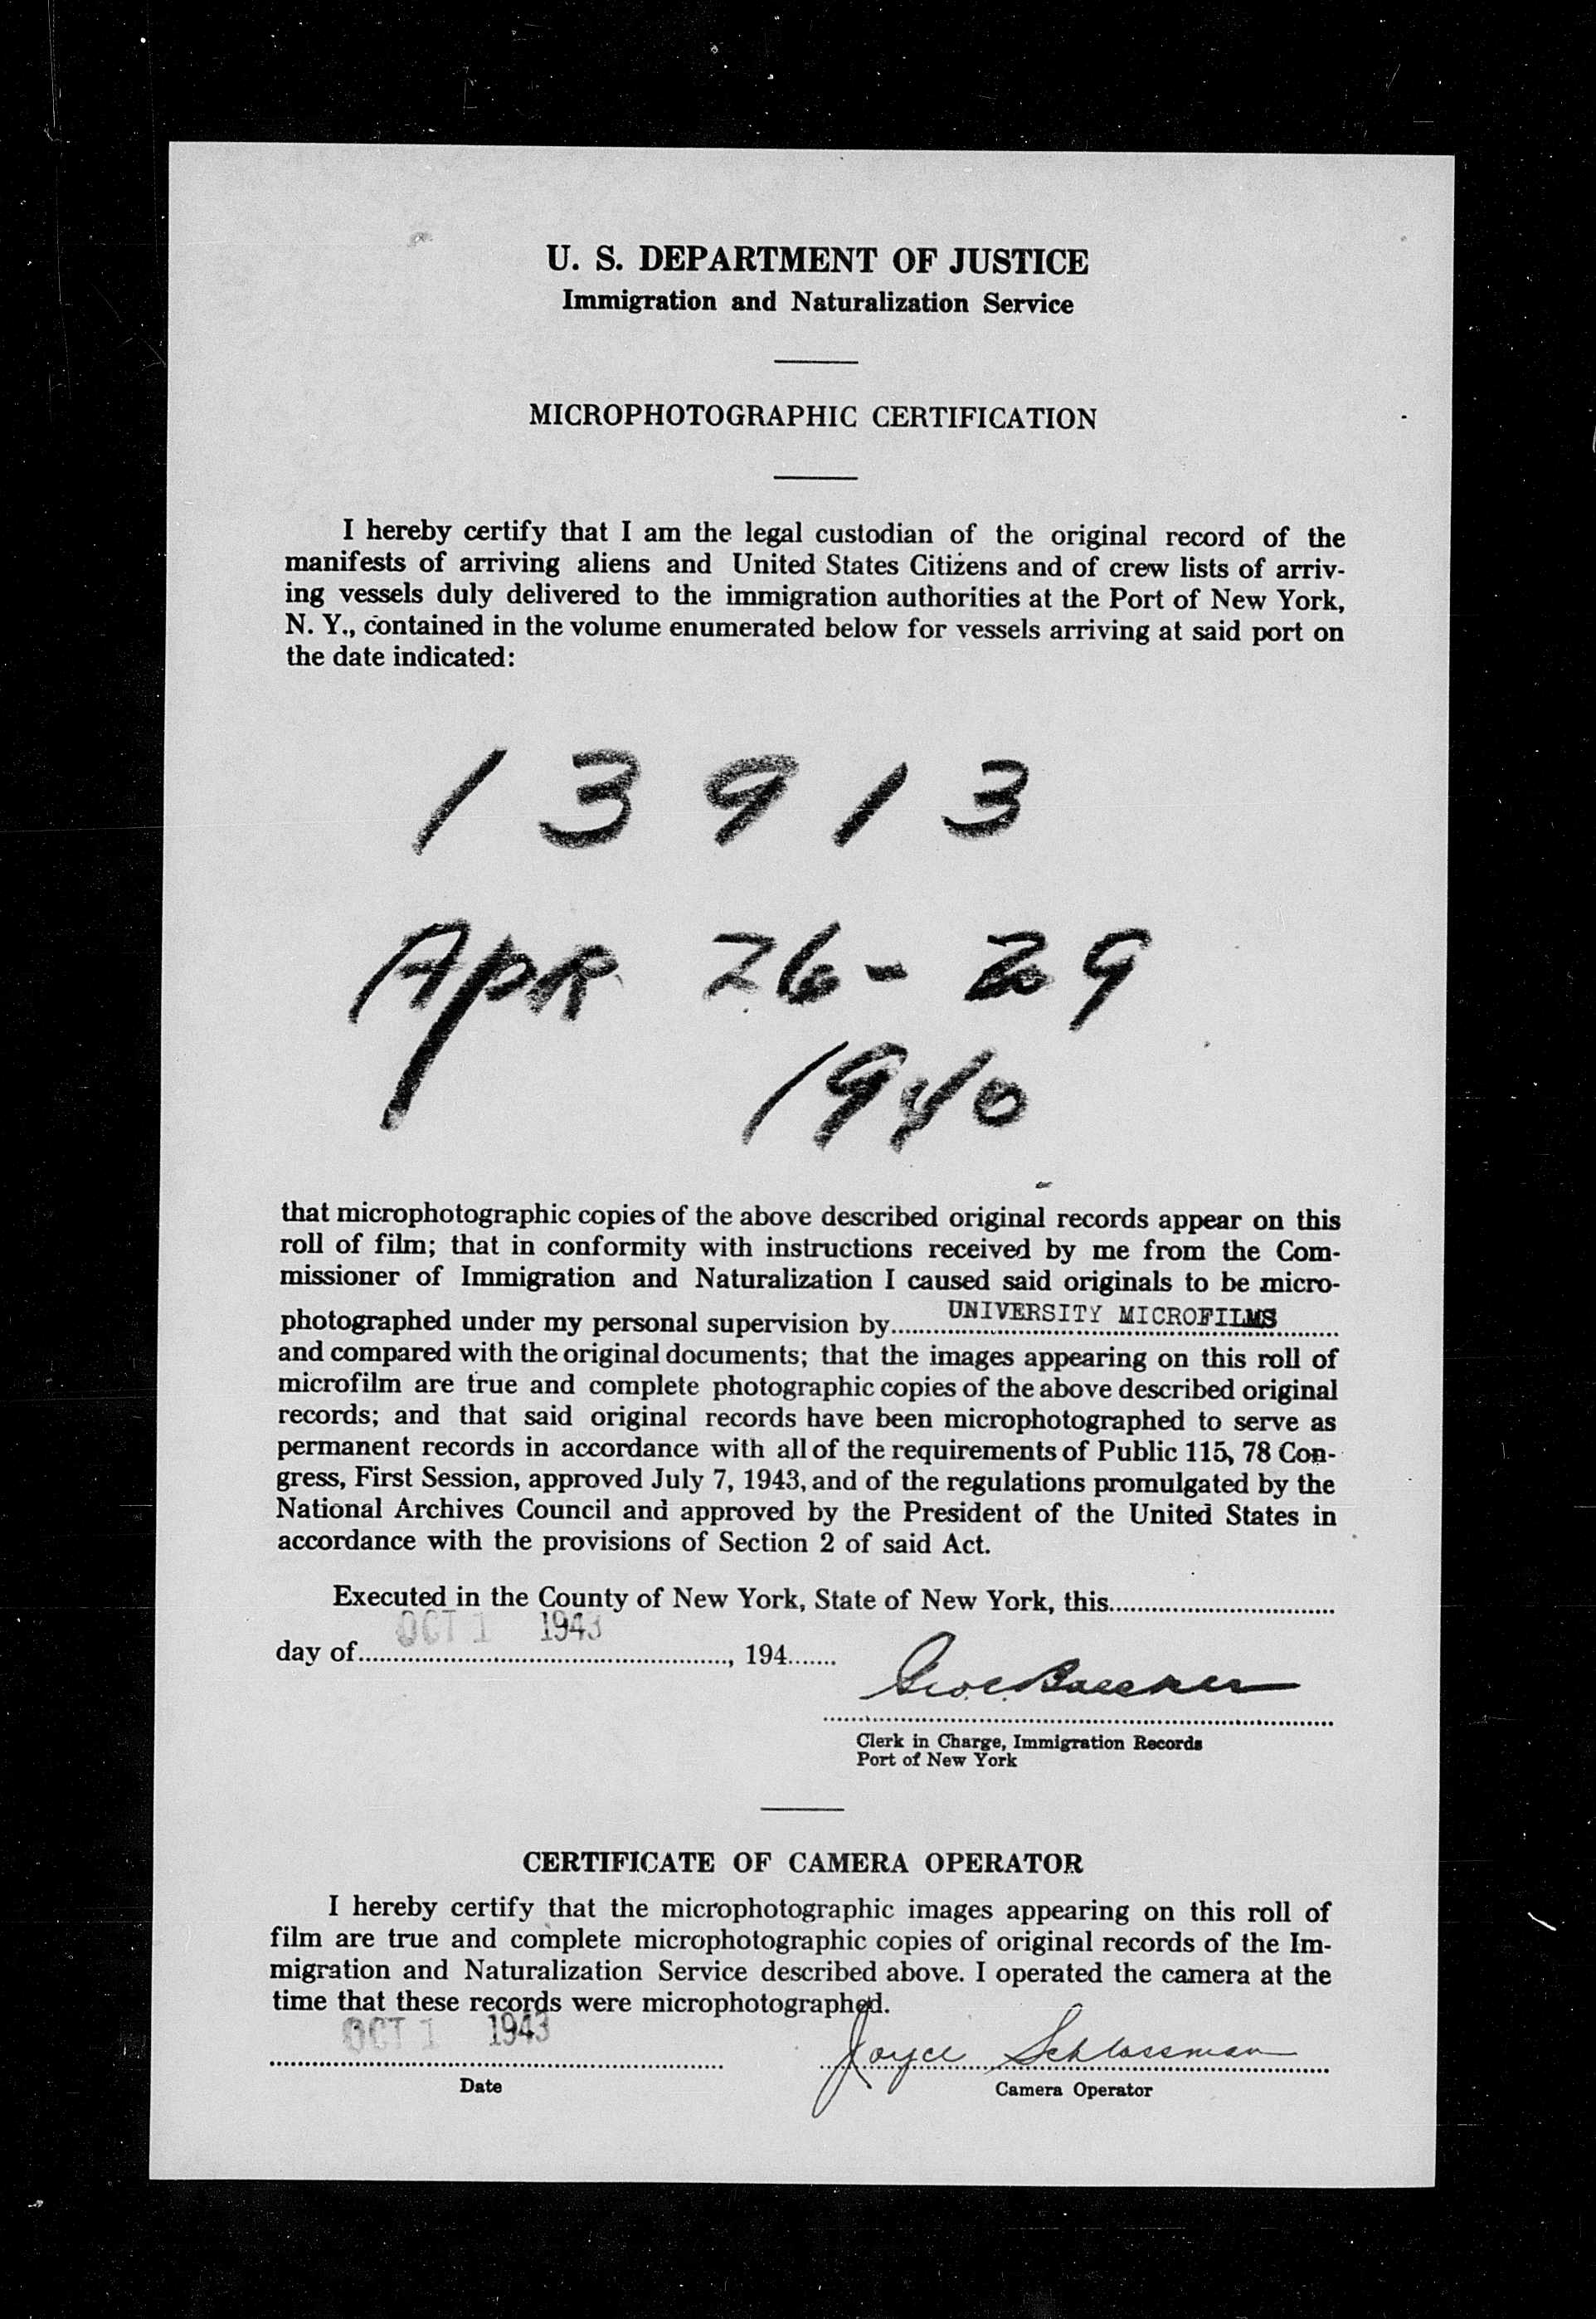 U. S. DEPARTMENT OF JUSTICE
Immigration and Naturalization Service
MICROPHOTOGRAPHIC CERTIFICATION
I hereby certify that I am the legal custodian of the original record of the
manifests of arriving aliens and United States Citizens and of crew lists of arriv-
ing vessels duly delivered to the immigration authorities at the Port of New York,
N. Y., contained in the volume enumerated below for vessels arriving at said port on
the date indicated:
13913
Apr 26-29
1940
that microphotographic copies of the above described original records appear on this
roll of film; that in conformity with instructions received by me from the Com-
missioner of Immigration and Naturalization I caused said originals to be micro-
photographed under my personal supervision by UNIVERSITY MICROFILMS
and compared with the original documents; that the images appearing on this roll of
microfilm are true and complete photographic copies of the above described original
records; and that said original records have been microphotographed to serve as
permanent records in accordance with all of the requirements of Public 115, 78 Con-
gress, First Session, approved July 7, 1943, and of the regulations promulgated by the
National Archives Council and approved by the President of the United States in
accordance with the provisions of Section 2 of said Act.
Executed in the County of New York, State of New York, this
OCT 1 1943
day of , 194
Clerk in Charge, Immigration Records
Port of New York
CERTIFICATE OF CAMERA OPERATOR
I hereby certify that the microphotographic images appearing on this roll of
film are true and complete microphotographic copies of original records of the Im-
migration and Naturalization Service described above. I operated the camera at the
time that these records were microphotographed.
OCT 1 1943 Joyce Schlossman
Date Camera Operator